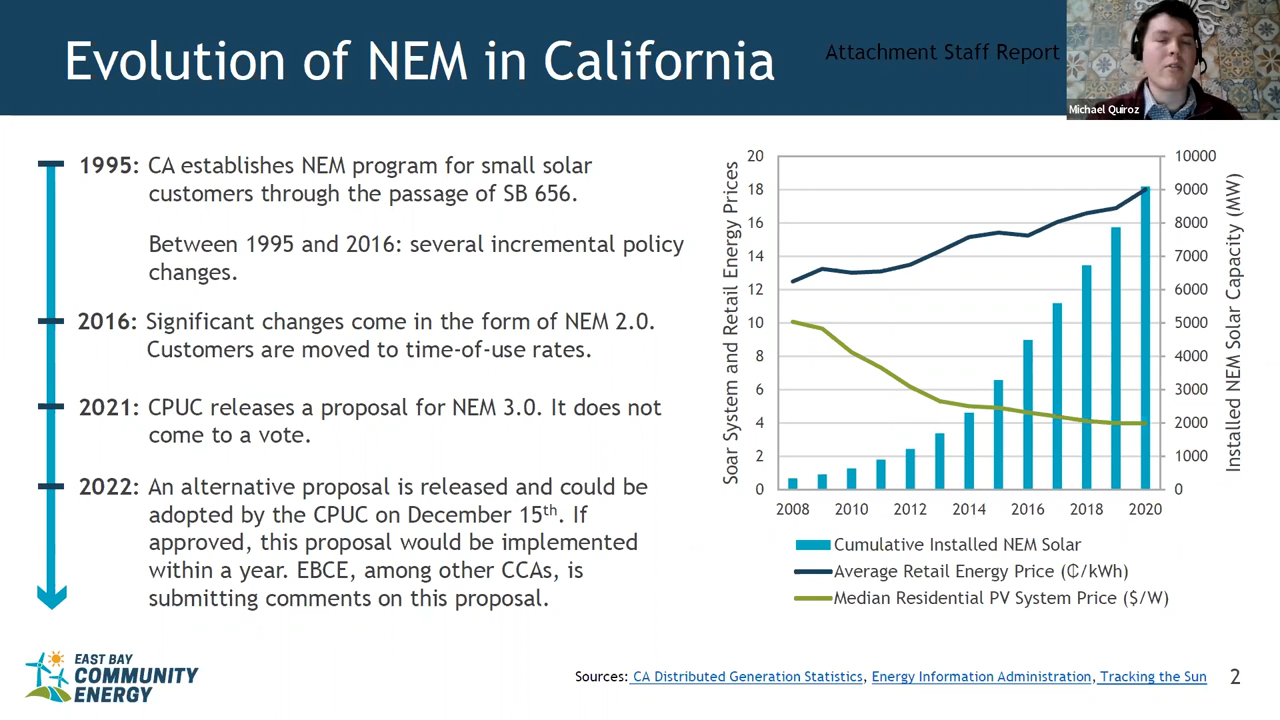 Evolution of NEM in California
Attachment Staff Report
Michael Quiroz
1995: CA establishes NEM program for small solar
customers through the passage of SB 656.
Between 1995 and 2016: several incremental policy
changes.
2016: Significant changes come in the form of NEM 2.0.
Customers are moved to time-of-use rates.
2021: CPUC releases a proposal for NEM 3.0. It does not
come to a vote.
2022: An alternative proposal is released and could be
adopted by the CPUC on December 15th. If
approved, this proposal would be implemented
within a year. EBCE, among other CCAs, is
submitting comments on this proposal.
Soar System and Retail Energy Prices
20
18
16
14
12
10
8
6
4
2
0
10000
9000
8000
7000
6000
5000
4000
3000
2000
1000
0
Installed NEM Solar Capacity (MW)
2008 2010 2012 2014 2016 2018 2020
Cumulative Installed NEM Solar
Average Retail Energy Price (₵/kWh)
Median Residential PV System Price ($/W)
EAST BAY
COMMUNITY
ENERGY
Sources: CA Distributed Generation Statistics, Energy Information Administration, Tracking the Sun
2